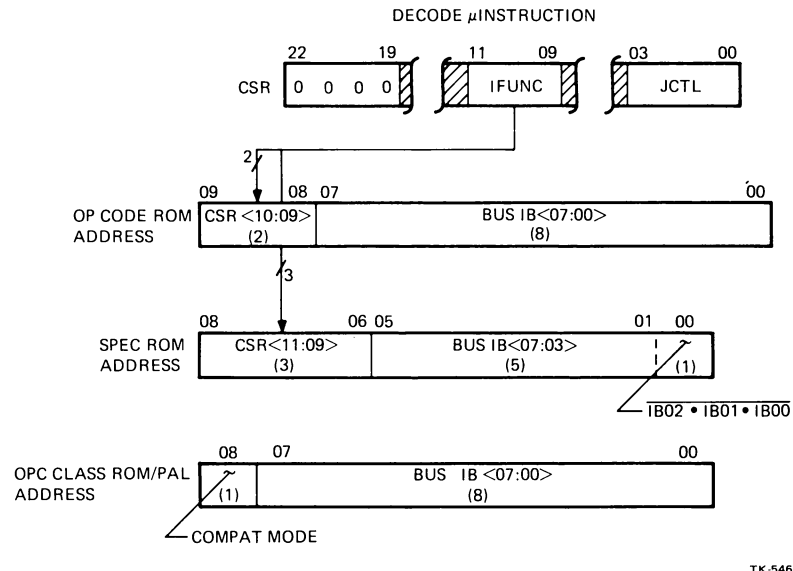 DECODE μINSTRUCTION
22 19 11 09 03 00
CSR 0 0 0 0 IFUNC JCTL
2
09 08 07 00
OP CODE ROM ADDRESS
CSR <10:09> (2)
BUS IB<07:00> (8)
3
08 06 05 01 00
SPEC ROM ADDRESS
CSR<11:09> (3)
BUS IB<07:03> (5)
~ (1)
IB02 • IB01 • IB00
08 07 00
OPC CLASS ROM/PAL ADDRESS
~ (1)
BUS IB <07:00> (8)
COMPAT MODE
TK-546